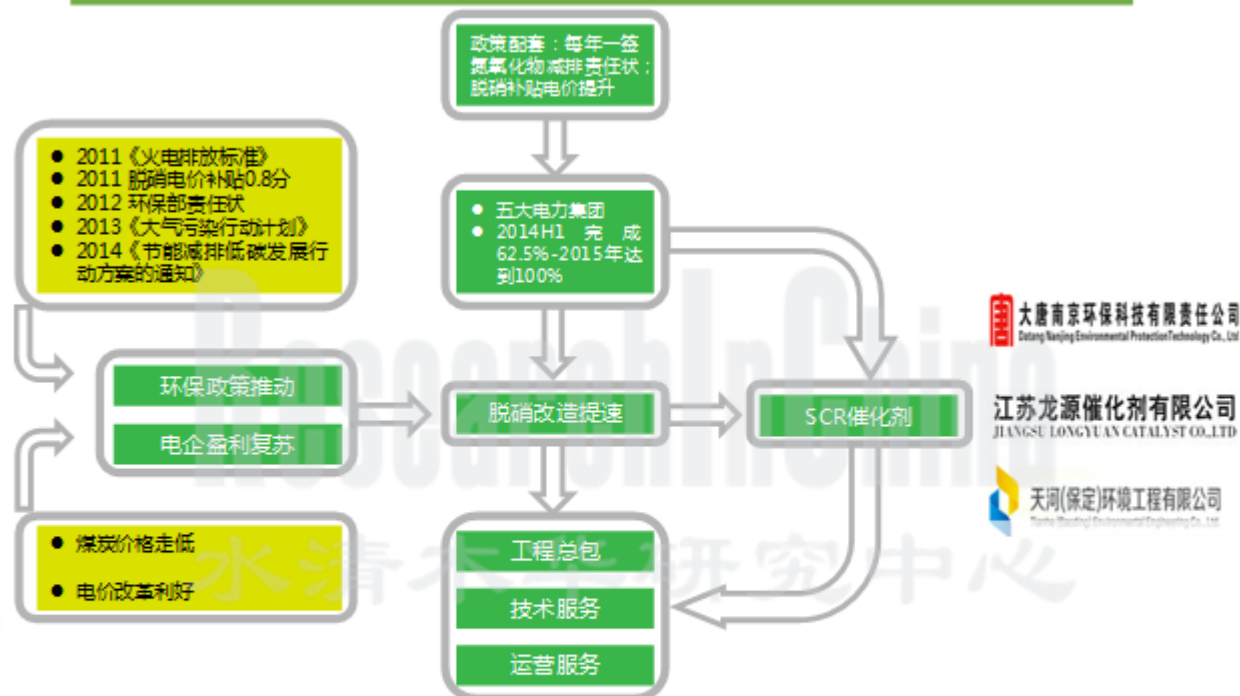 政策配套：每年一签
氮氧化物减排责任状；
脱硝补贴电价提升
● 2011《火电排放标准》
● 2011 脱硝电价补贴0.8分
● 2012 环保部责任状
● 2013《大气污染行动计划》
● 2014《节能减排低碳发展行
动方案的通知》
● 五大电力集团
● 2014H1 完 成
62.5%-2015年达
到100%
环境政策推动
电企盈利复苏
脱硝改造提速
SCR催化剂
大唐南京环保科技有限责任公司
Datang Nanjing Environmental Protection Technology Co., Ltd
江苏龙源催化剂有限公司
JIANGSU LONGYUAN CATALYST CO.,LTD
天河(保定)环境工程有限公司
● 煤炭价格走低
● 电价改革利好
工程总包
技术服务
运营服务
ResearchInChina
水清木华研究中心